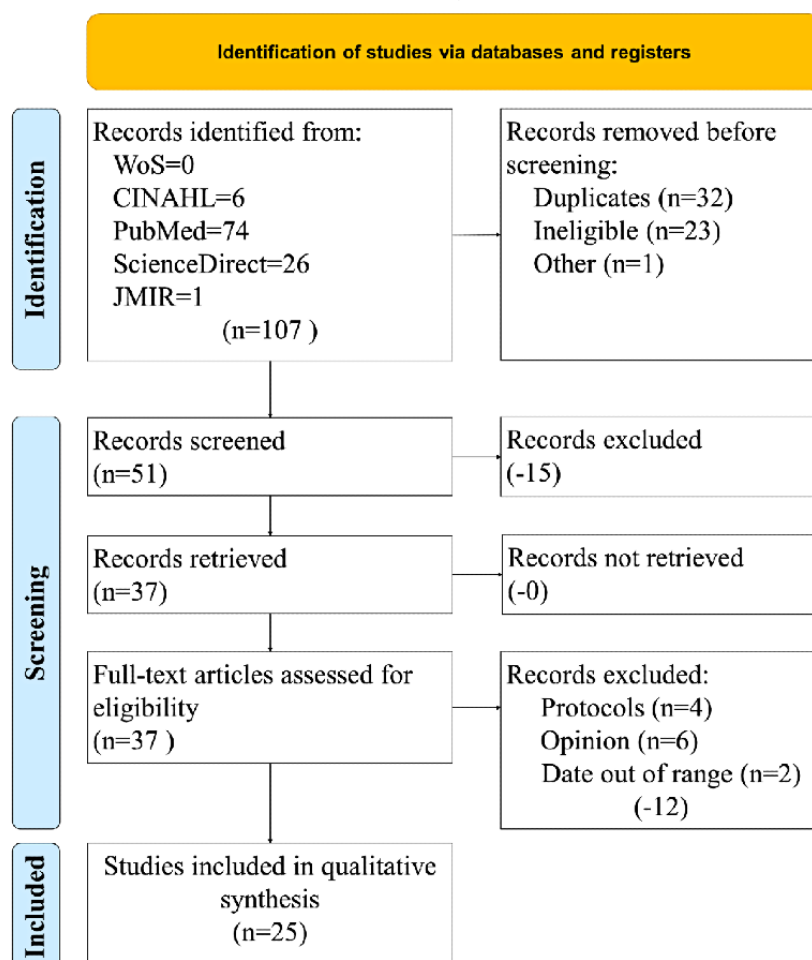 Identification of studies via databases and registers
Identification
Records identified from:
WoS=0
CINAHL=6
PubMed=74
ScienceDirect=26
JMIR=1
(n=107 )
Records removed before
screening:
Duplicates (n=32)
Ineligible (n=23)
Other (n=1)
Screening
Records screened
(n=51)
Records excluded
(-15)
Records retrieved
(n=37)
Records not retrieved
(-0)
Full-text articles assessed for
eligibility
(n=37 )
Records excluded:
Protocols (n=4)
Opinion (n=6)
Date out of range (n=2)
(-12)
Included
Studies included in qualitative
synthesis
(n=25)